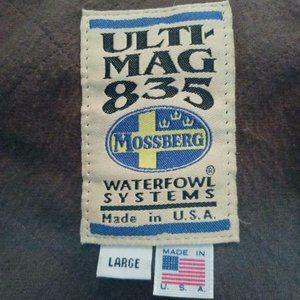 ULTI-
MAG
835
MOSSBERG
®
WATERFOWL
SYSTEMS
Made in U.S.A.
LARGE
MADE IN
U.S.A.